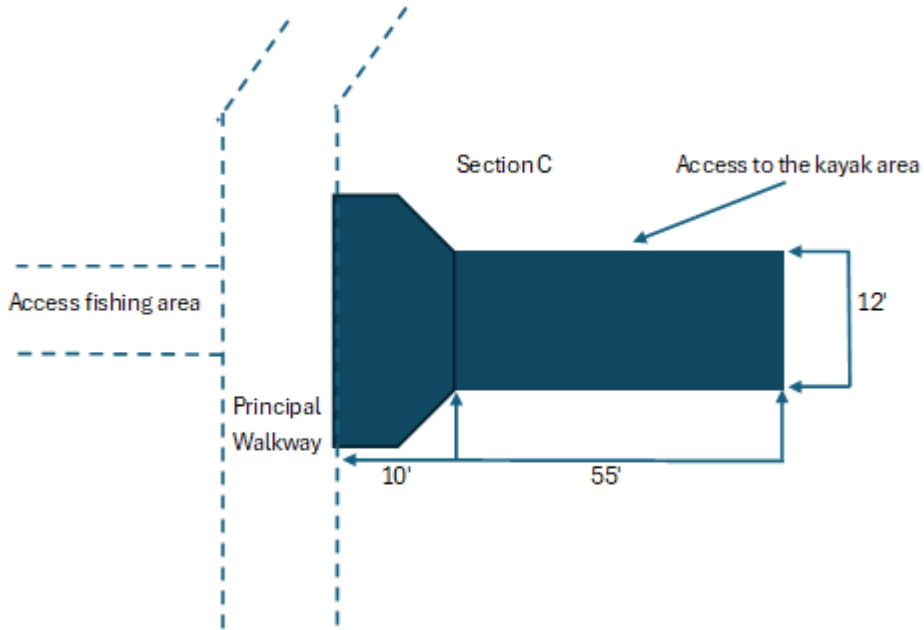 Section C
Access to the kayak area
Access fishing area
12'
Principal
Walkway
10'
55'